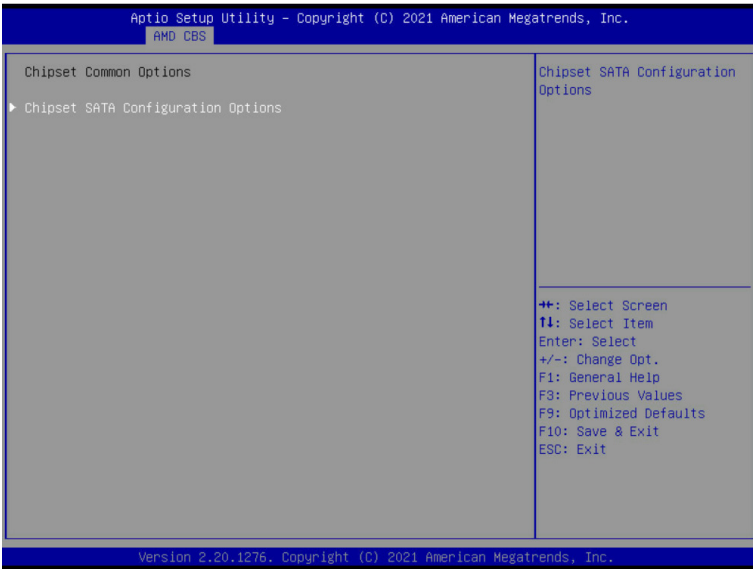 Aptio Setup Utility – Copyright (C) 2021 American Megatrends, Inc.
AMD CBS
Chipset Common Options
Chipset SATA Configuration Options
Chipset SATA Configuration
Options
→←: Select Screen
↑↓: Select Item
Enter: Select
+/-: Change Opt.
F1: General Help
F3: Previous Values
F9: Optimized Defaults
F10: Save & Exit
ESC: Exit
Version 2.20.1276. Copyright (C) 2021 American Megatrends, Inc.